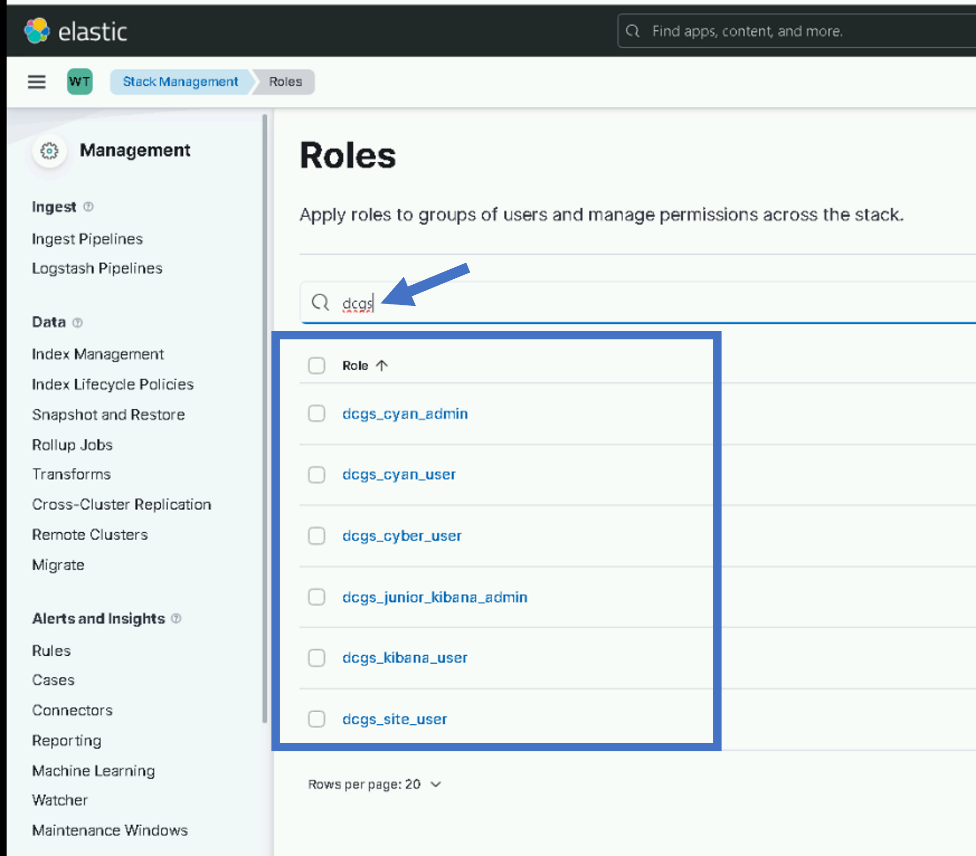 elastic
Find apps, content, and more.
WT
Stack Management
Roles
Management
Ingest
Ingest Pipelines
Logstash Pipelines
Data
Index Management
Index Lifecycle Policies
Snapshot and Restore
Rollup Jobs
Transforms
Cross-Cluster Replication
Remote Clusters
Migrate
Alerts and Insights
Rules
Cases
Connectors
Reporting
Machine Learning
Watcher
Maintenance Windows
Roles
Apply roles to groups of users and manage permissions across the stack.
dcgs
Role ↑
dcgs_cyan_admin
dcgs_cyan_user
dcgs_cyber_user
dcgs_junior_kibana_admin
dcgs_kibana_user
dcgs_site_user
Rows per page: 20